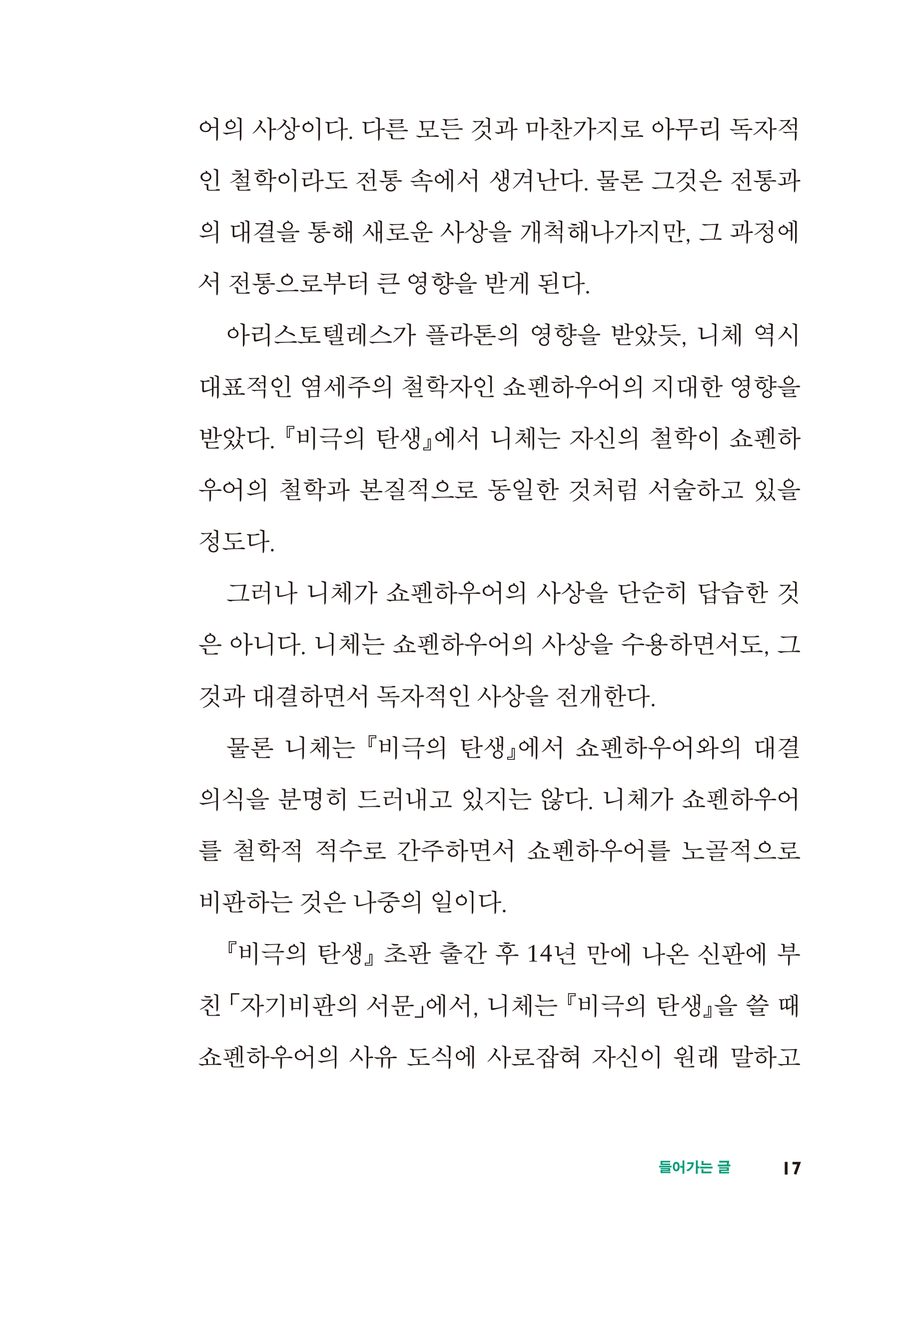 어의 사상이다. 다른 모든 것과 마찬가지로 아무리 독자적
인 철학이라도 전통 속에서 생겨난다. 물론 그것은 전통과
의 대결을 통해 새로운 사상을 개척해나가지만, 그 과정에
서 전통으로부터 큰 영향을 받게 된다.
아리스토텔레스가 플라톤의 영향을 받았듯, 니체 역시
대표적인 염세주의 철학자인 쇼펜하우어의 지대한 영향을
받았다. 『비극의 탄생』에서 니체는 자신의 철학이 쇼펜하
우어의 철학과 본질적으로 동일한 것처럼 서술하고 있을
정도다.
그러나 니체가 쇼펜하우어의 사상을 단순히 답습한 것
은 아니다. 니체는 쇼펜하우어의 사상을 수용하면서도, 그
것과 대결하면서 독자적인 사상을 전개한다.
물론 니체는 『비극의 탄생』에서 쇼펜하우어와의 대결
의식을 분명히 드러내고 있지는 않다. 니체가 쇼펜하우어
를 철학적 적수로 간주하면서 쇼펜하우어를 노골적으로
비판하는 것은 나중의 일이다.
『비극의 탄생』 초판 출간 후 14년 만에 나온 신판에 부
친 「자기비판의 서문」에서, 니체는 『비극의 탄생』을 쓸 때
쇼펜하우어의 사유 도식에 사로잡혀 자신이 원래 말하고
들어가는 글 17